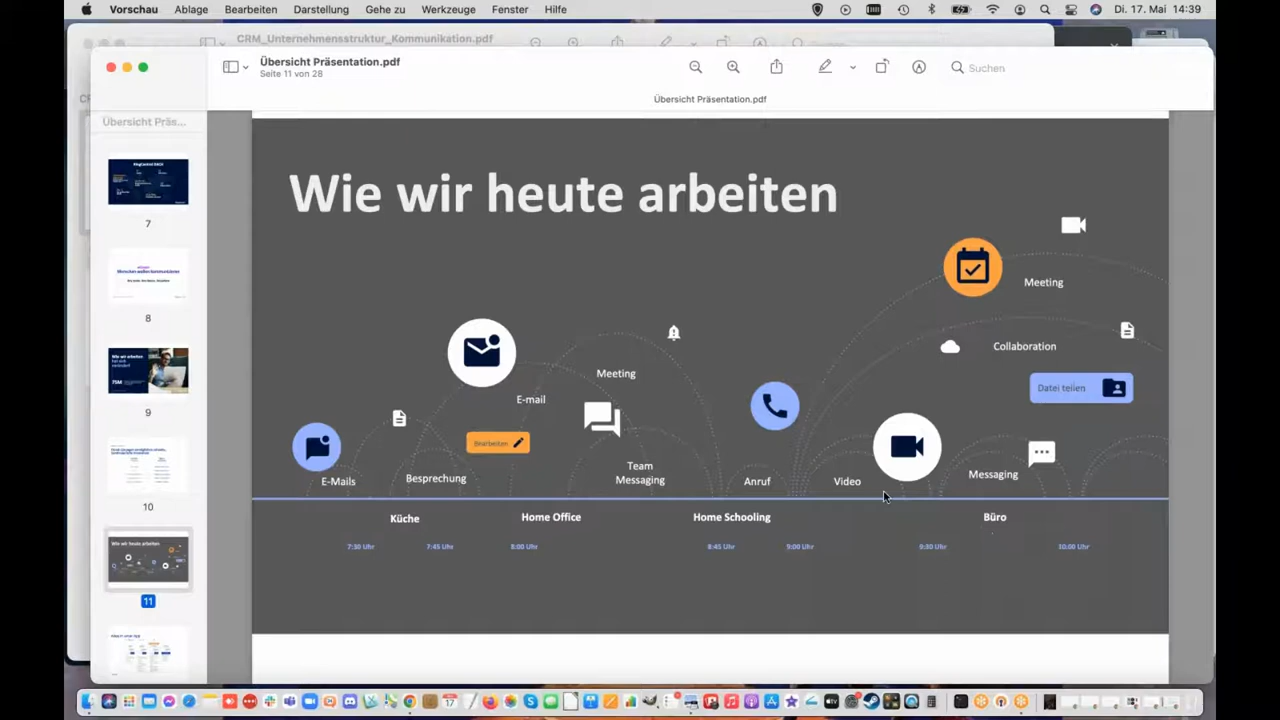 Vorschau Ablage Bearbeiten Darstellung Gehe zu Werkzeuge Fenster Hilfe Di. 17. Mai 14:39
CRM_Unternehmensstruktur_Kommunikation.pdf
Übersicht Präsentation.pdf
Seite 11 von 28
Suchen
Übersicht Präsentation.pdf
Übersicht Präs...
7
8
9
10
11
Wie wir heute arbeiten
Meeting
Collaboration
Datei teilen
Meeting
E-mail
Bearbeiten
E-Mails
Besprechung
Team
Messaging
Anruf
Video
Messaging
Küche
Home Office
Home Schooling
Büro
7:30 Uhr
7:45 Uhr
8:00 Uhr
8:45 Uhr
9:00 Uhr
9:30 Uhr
10:00 Uhr